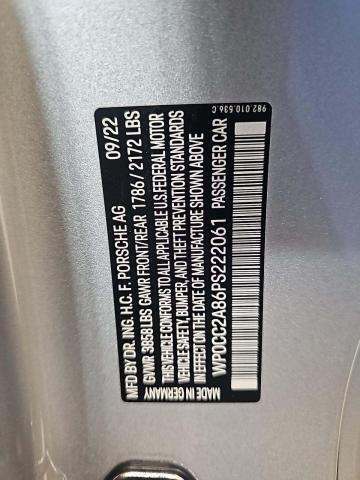 MFD BY DR. ING. H.C. F. PORSCHE AG 09/22
GVWR 3858 LBS GAWR FRONT/REAR 1786 / 2172 LBS
THIS VEHICLE CONFORMS TO ALL APPLICABLE U.S. FEDERAL MOTOR
VEHICLE SAFETY, BUMPER, AND THEFT PREVENTION STANDARDS
IN EFFECT ON THE DATE OF MANUFACTURE SHOWN ABOVE
WP0CC2A86PS222061 PASSENGER CAR
MADE IN GERMANY
982.010.536 C